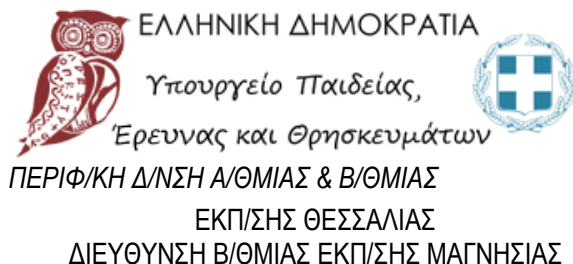 ΕΛΛΗΝΙΚΗ ΔΗΜΟΚΡΑΤΙΑ
Υπουργείο Παιδείας,
Έρευνας και Θρησκευμάτων
ΠΕΡΙΦ/ΚΗ Δ/ΝΣΗ Α/ΘΜΙΑΣ & Β/ΘΜΙΑΣ
ΕΚΠ/ΣΗΣ ΘΕΣΣΑΛΙΑΣ
ΔΙΕΥΘΥΝΣΗ Β/ΘΜΙΑΣ ΕΚΠ/ΣΗΣ ΜΑΓΝΗΣΙΑΣ